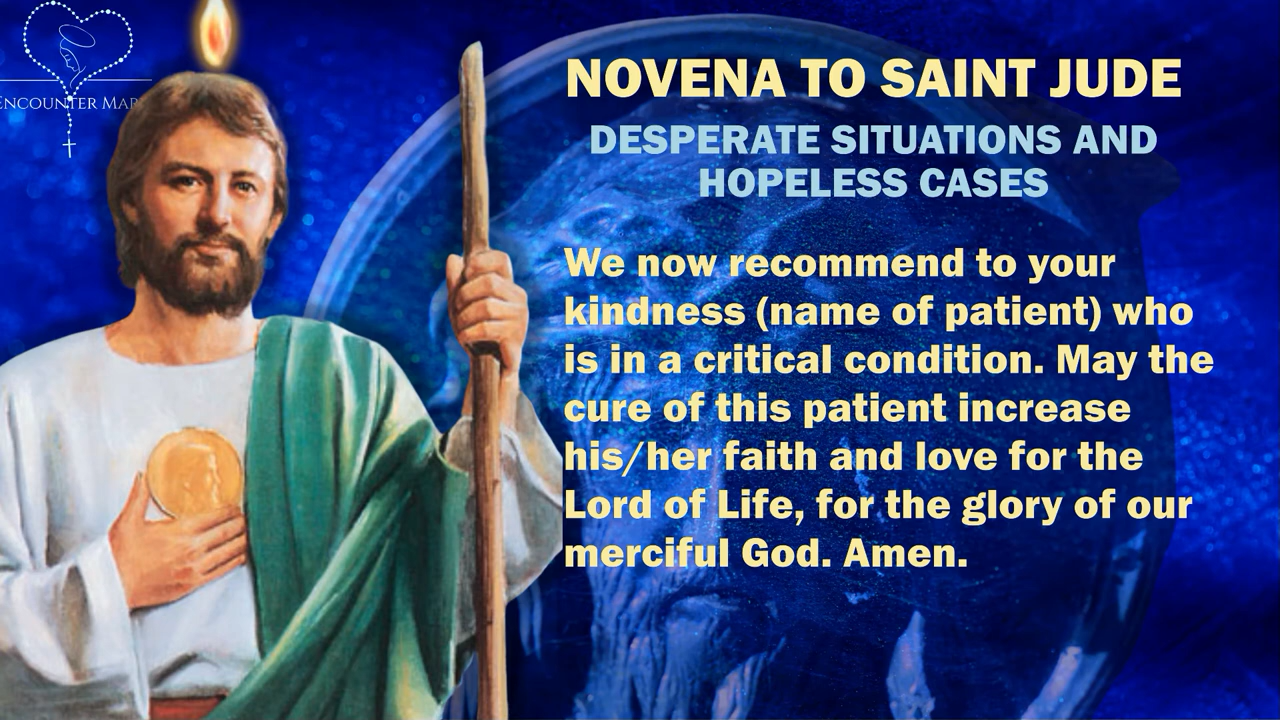 ENCOUNTER MAR
NOVENA TO SAINT JUDE
DESPERATE SITUATIONS AND
HOPELESS CASES
We now recommend to your
kindness (name of patient) who
is in a critical condition. May the
cure of this patient increase
his/her faith and love for the
Lord of Life, for the glory of our
merciful God. Amen.